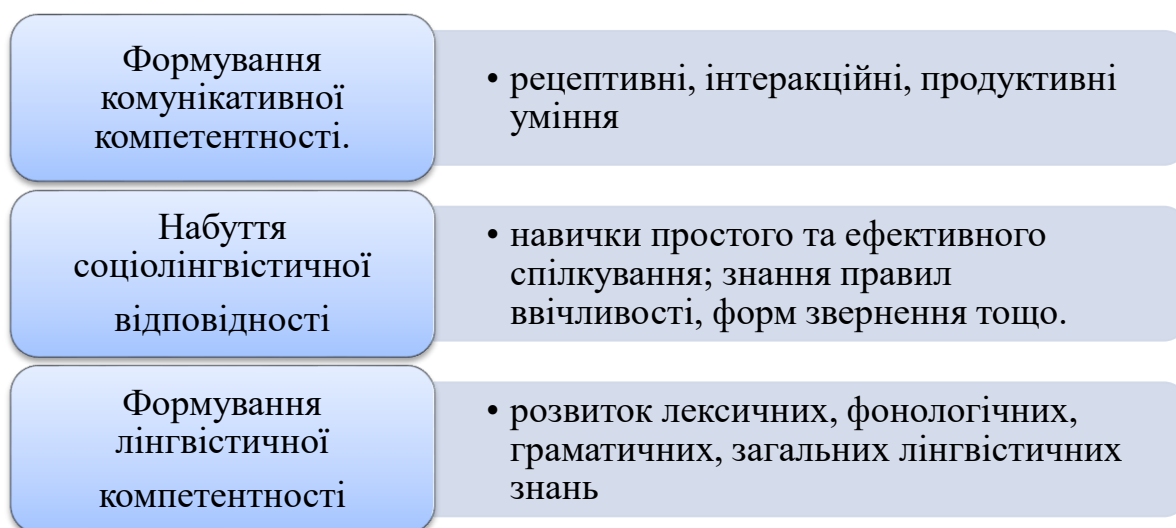 Формування
комунікативної
компетентності.
• рецептивні, інтеракційні, продуктивні
уміння
Набуття
соціолінгвістичної
відповідності
• навички простого та ефективного
спілкування; знання правил
ввічливості, форм звернення тощо.
Формування
лінгвістичної
компетентності
• розвиток лексичних, фонологічних,
граматичних, загальних лінгвістичних
знань